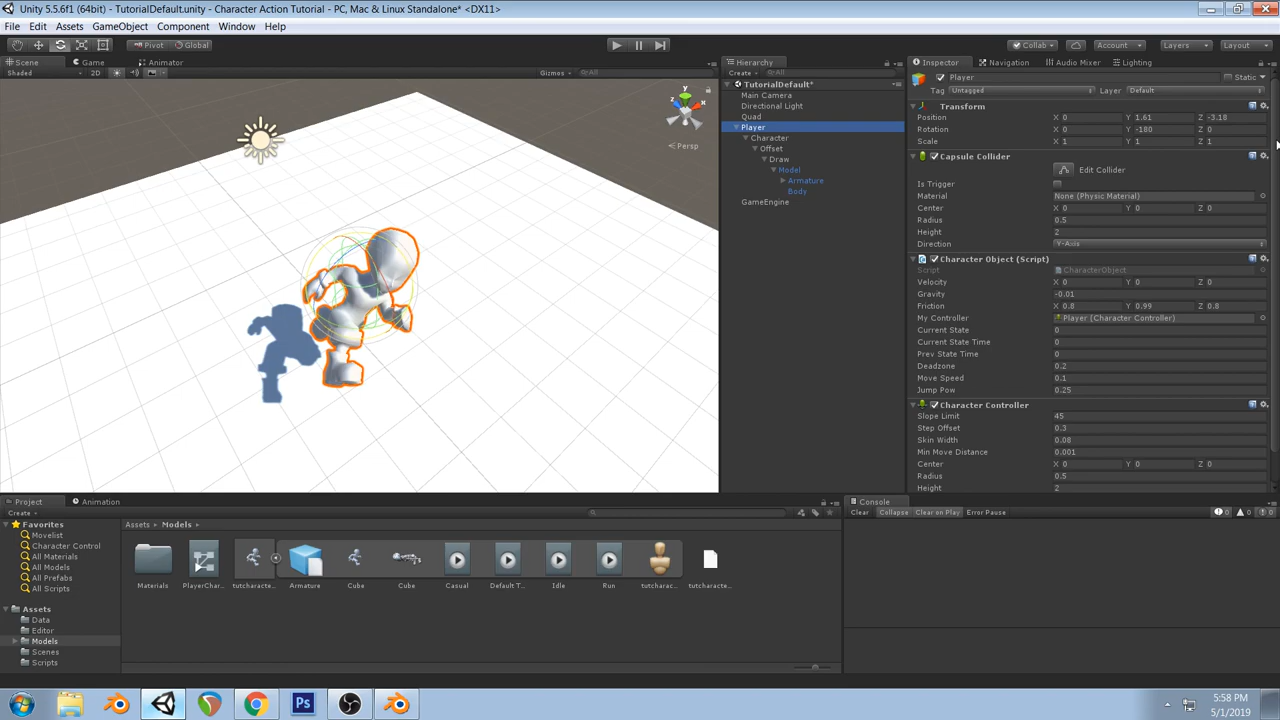 Unity 5.5.6f1 (64bit) - TutorialDefault.unity - Character Action Tutorial - PC, Mac & Linux Standalone* <DX11>
File Edit Assets GameObject Component Window Help
Pivot Global Collab Account Layers Layout
Scene Game Animator
Shaded 2D Gizmos All
y x
Persp
Hierarchy
Create All
TutorialDefault*
Main Camera
Directional Light
Quad
Player
Character
Offset
Draw
Model
Armature
Body
GameEngine
Inspector Navigation Audio Mixer Lighting
Player Static
Tag Untagged Layer Default
Transform
Position X 0 Y 1.61 Z -3.18
Rotation X 0 Y -180 Z 0
Scale X 1 Y 1 Z 1
Capsule Collider
Edit Collider
Is Trigger
Material None (Physic Material)
Center X 0 Y 0 Z 0
Radius 0.5
Height 2
Direction Y-Axis
Character Object (Script)
Script CharacterObject
Velocity X 0 Y 0 Z 0
Gravity -0.01
Friction X 0.8 Y 0.99 Z 0.8
My Controller Player (Character Controller)
Current State 0
Current State Time 0
Prev State Time 0
Deadzone 0.2
Move Speed 0.1
Jump Pow 0.25
Character Controller
Slope Limit 45
Step Offset 0.3
Skin Width 0.08
Min Move Distance 0.001
Center X 0 Y 0 Z 0
Radius 0.5
Height 2
Project Animation
Create
Favorites
Movelist
Character Control
All Materials
All Models
All Prefabs
All Scripts
Assets
Data
Editor
Models
Scenes
Scripts
Assets Models
Materials PlayerChar... tutcharacte... Armature Cube Cube Casual Default T... Idle Run tutcharac... tutcharacte...
Console
Clear Collapse Clear on Play Error Pause 0 0 0
Ps
5:58 PM
5/1/2019